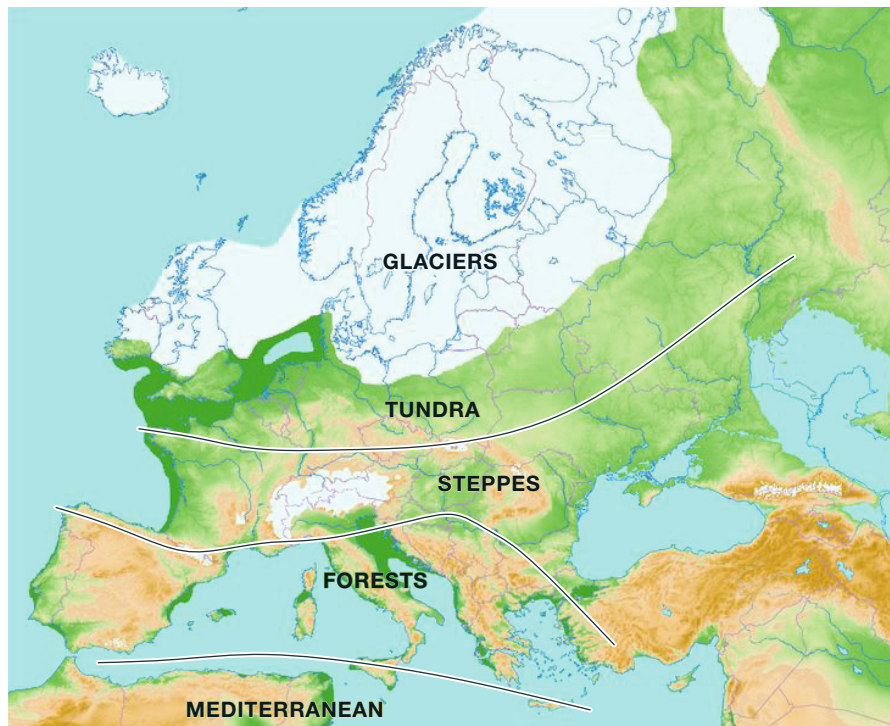 GLACIERS
TUNDRA
STEPPES
FORESTS
MEDITERRANEAN